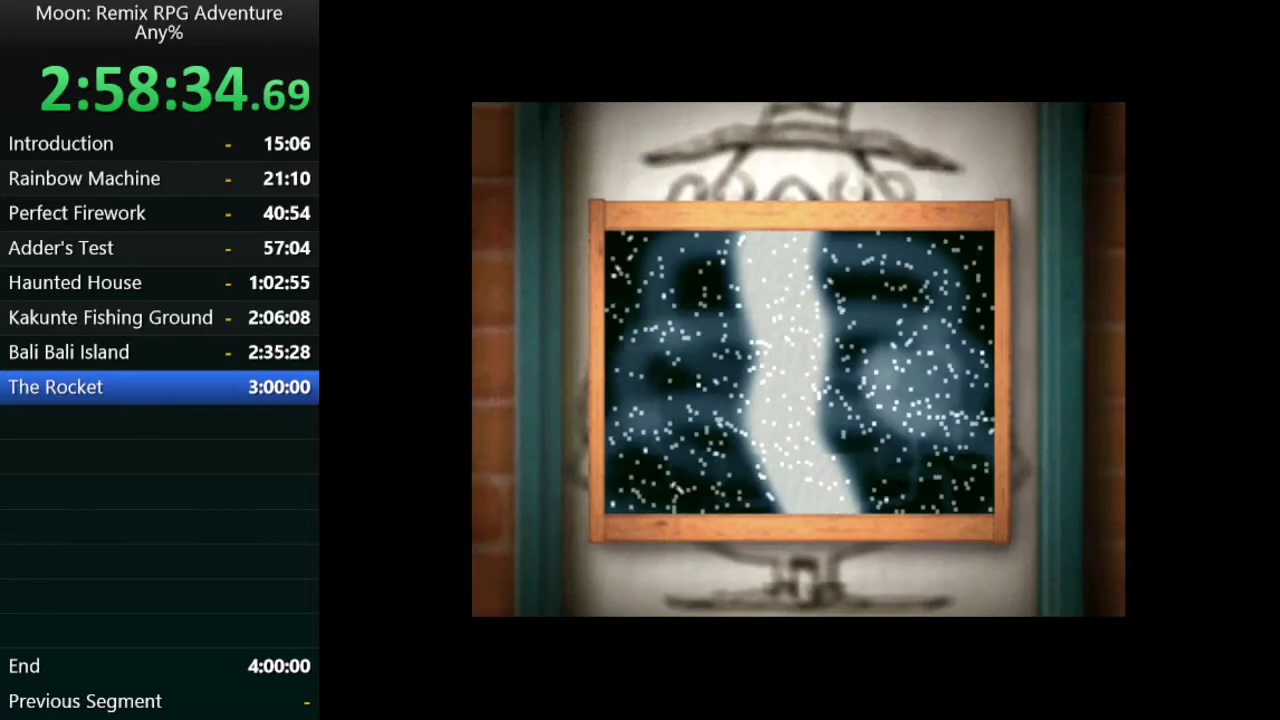 Moon: Remix RPG Adventure
Any%
2:58:34.69
Introduction - 15:06
Rainbow Machine - 21:10
Perfect Firework - 40:54
Adder's Test - 57:04
Haunted House - 1:02:55
Kakunte Fishing Ground - 2:06:08
Bali Bali Island - 2:35:28
The Rocket 3:00:00
End 4:00:00
Previous Segment -